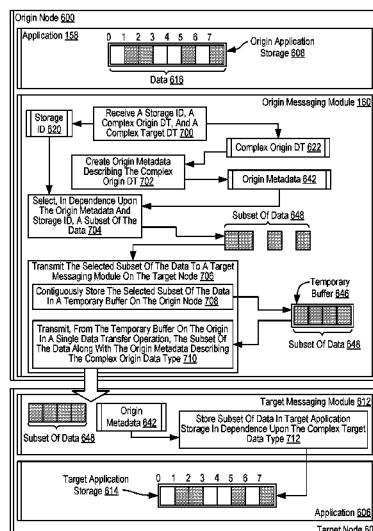 Origin Node 600
Application 158
0 1 2 3 4 5 6 7
Origin Application
Storage 608
Data 616
Origin Messaging Module 160
Storage
ID 620
Receive A Storage ID, A
Complex Origin DT, And A
Complex Target DT
700
Complex Origin DT 622
Create Origin Metadata
Describing The Complex
Origin DT 702
Origin Metadata 642
Select, In Dependence Upon
The Origin Metadata And
Storage ID, A Subset Of The
Data 704
Subset Of Data 648
Transmit The Selected Subset Of The Data To A Target
Messaging Module On The Target Node 706
Contiguously Store The Selected Subset Of The Data
In A Temporary Buffer On The Origin Node 708
Temporary
Buffer 646
Transmit, From The Temporary Buffer On The Origin
In A Single Data Transfer Operation, The Subset Of
The Data Along With The Origin Metadata Describing
The Complex Origin Data Type 710
Subset Of Data 648
Target Messaging Module 612
Subset Of Data 648
Origin
Metadata 642
Store Subset Of Data In Target Application
Storage In Dependence Upon The Complex Target
Data Type 712
Target Application
Storage 614
0 1 2 3 4 5 6 7
Application 606
Target Node 60